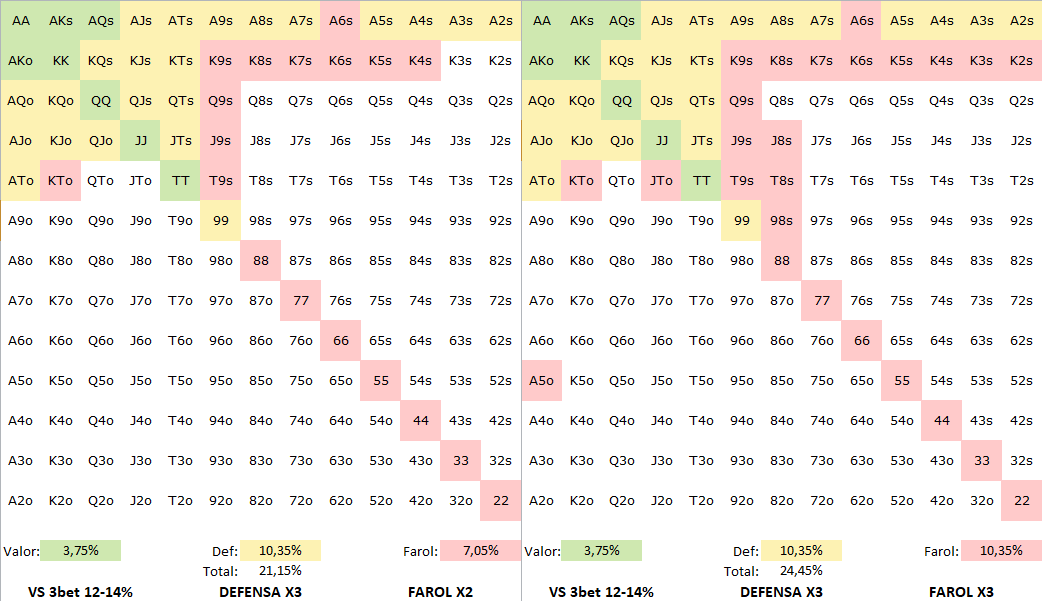 AA AKs AQs AJs ATs A9s A8s A7s A6s A5s A4s A3s A2s AA AKs AQs AJs ATs A9s A8s A7s A6s A5s A4s A3s A2s
AKo KK KQs KJs KTs K9s K8s K7s K6s K5s K4s K3s K2s AKo KK KQs KJs KTs K9s K8s K7s K6s K5s K4s K3s K2s
AQo KQo QQ QJs QTs Q9s Q8s Q7s Q6s Q5s Q4s Q3s Q2s AQo KQo QQ QJs QTs Q9s Q8s Q7s Q6s Q5s Q4s Q3s Q2s
AJo KJo QJo JJ JTs J9s J8s J7s J6s J5s J4s J3s J2s AJo KJo QJo JJ JTs J9s J8s J7s J6s J5s J4s J3s J2s
ATo KTo QTo JTo TT T9s T8s T7s T6s T5s T4s T3s T2s ATo KTo QTo JTo TT T9s T8s T7s T6s T5s T4s T3s T2s
A9o K9o Q9o J9o T9o 99 98s 97s 96s 95s 94s 93s 92s A9o K9o Q9o J9o T9o 99 98s 97s 96s 95s 94s 93s 92s
A8o K8o Q8o J8o T8o 98o 88 87s 86s 85s 84s 83s 82s A8o K8o Q8o J8o T8o 98o 88 87s 86s 85s 84s 83s 82s
A7o K7o Q7o J7o T7o 97o 87o 77 76s 75s 74s 73s 72s A7o K7o Q7o J7o T7o 97o 87o 77 76s 75s 74s 73s 72s
A6o K6o Q6o J6o T6o 96o 86o 76o 66 65s 64s 63s 62s A6o K6o Q6o J6o T6o 96o 86o 76o 66 65s 64s 63s 62s
A5o K5o Q5o J5o T5o 95o 85o 75o 65o 55 54s 53s 52s A5o K5o Q5o J5o T5o 95o 85o 75o 65o 55 54s 53s 52s
A4o K4o Q4o J4o T4o 94o 84o 74o 64o 54o 44 43s 42s A4o K4o Q4o J4o T4o 94o 84o 74o 64o 54o 44 43s 42s
A3o K3o Q3o J3o T3o 93o 83o 73o 63o 53o 43o 33 32s A3o K3o Q3o J3o T3o 93o 83o 73o 63o 53o 43o 33 32s
A2o K2o Q2o J2o T2o 92o 82o 72o 62o 52o 42o 32o 22 A2o K2o Q2o J2o T2o 92o 82o 72o 62o 52o 42o 32o 22
Valor: 3,75% Def: 10,35% Farol: 7,05% Valor: 3,75% Def: 10,35% Farol: 10,35%
Total: 21,15% Total: 24,45%
VS 3bet 12-14% DEFENSA X3 FAROL X2 VS 3bet 12-14% DEFENSA X3 FAROL X3